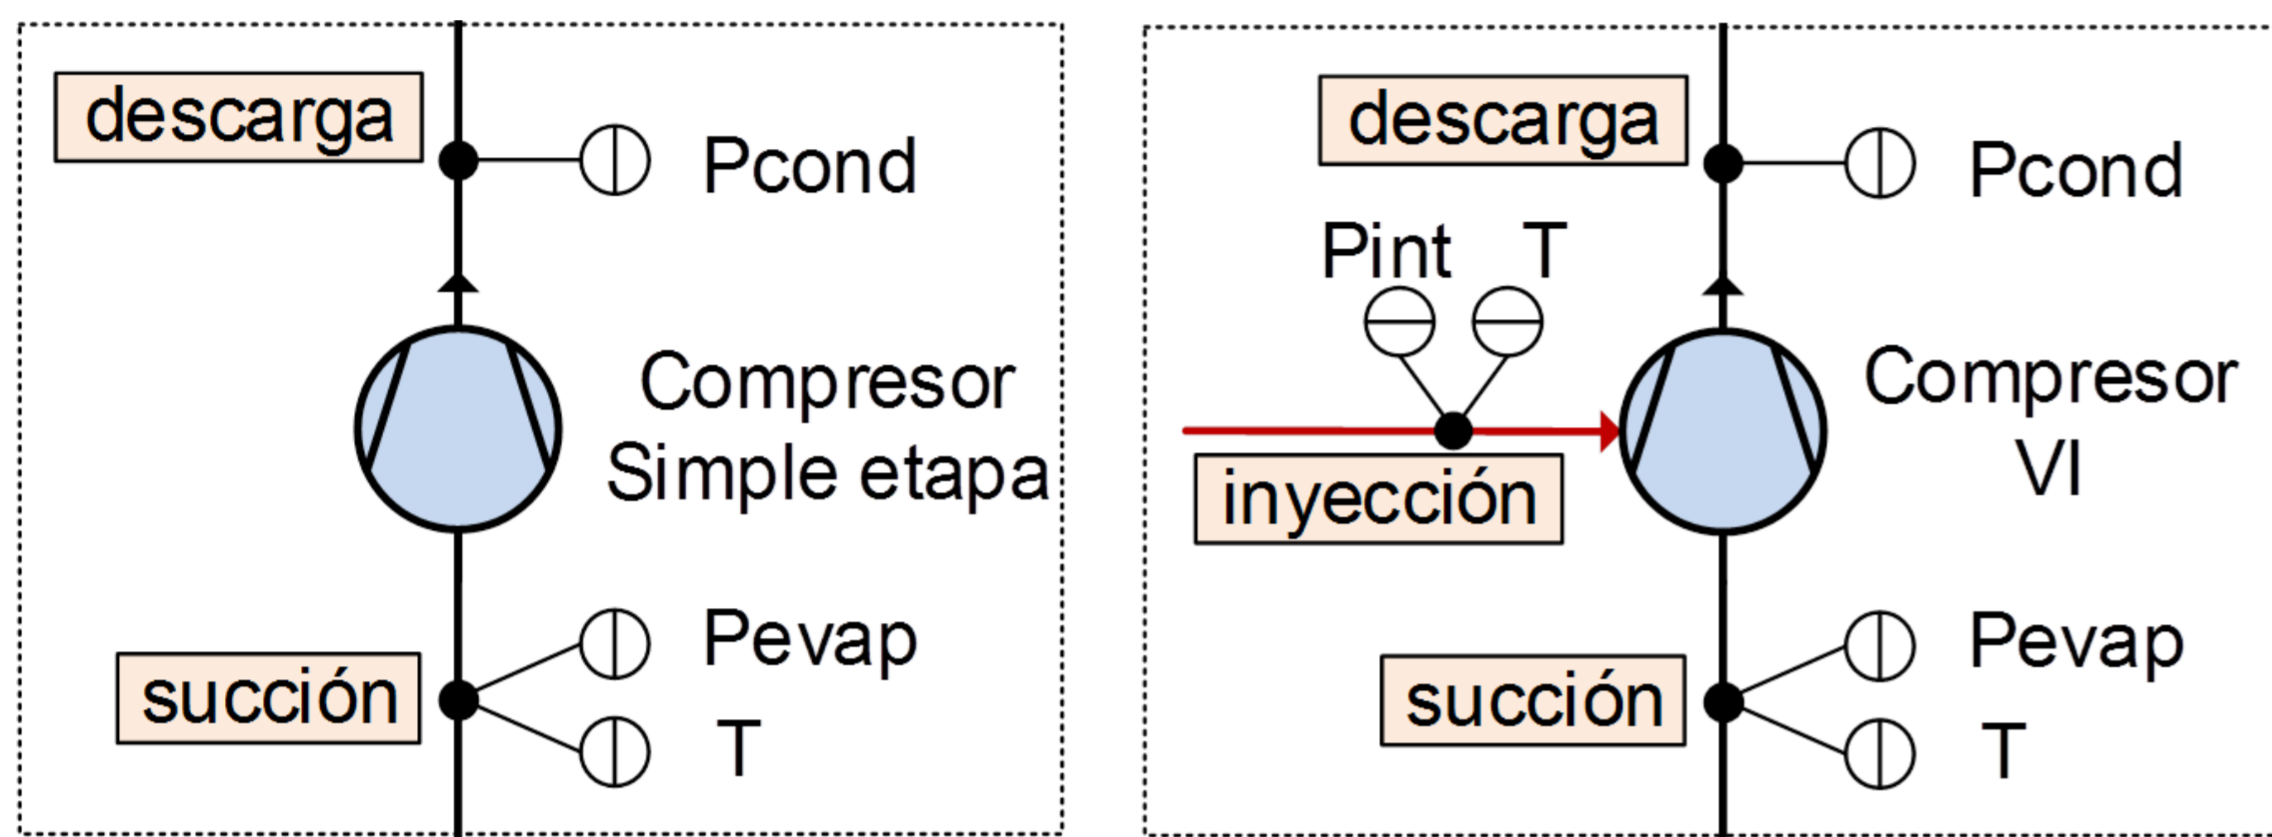 descarga
Pcond
Compresor
Simple etapa
Pevap
succión
T
descarga
Pcond
Pint T
Compresor
VI
inyección
Pevap
succión
T